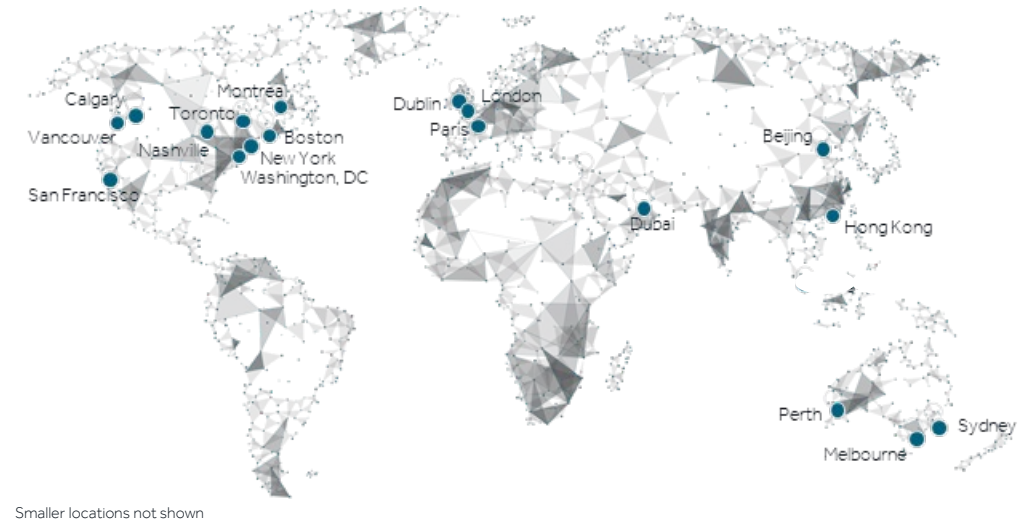 Montreal
Calgary
Dublin
London
Toronto
Paris
Vancouver
Boston
Beijing
Nashville
New York
Washington, DC
San Francisco
Dubai
Hong Kong
Perth
Sydney
Melbourne
Smaller locations not shown